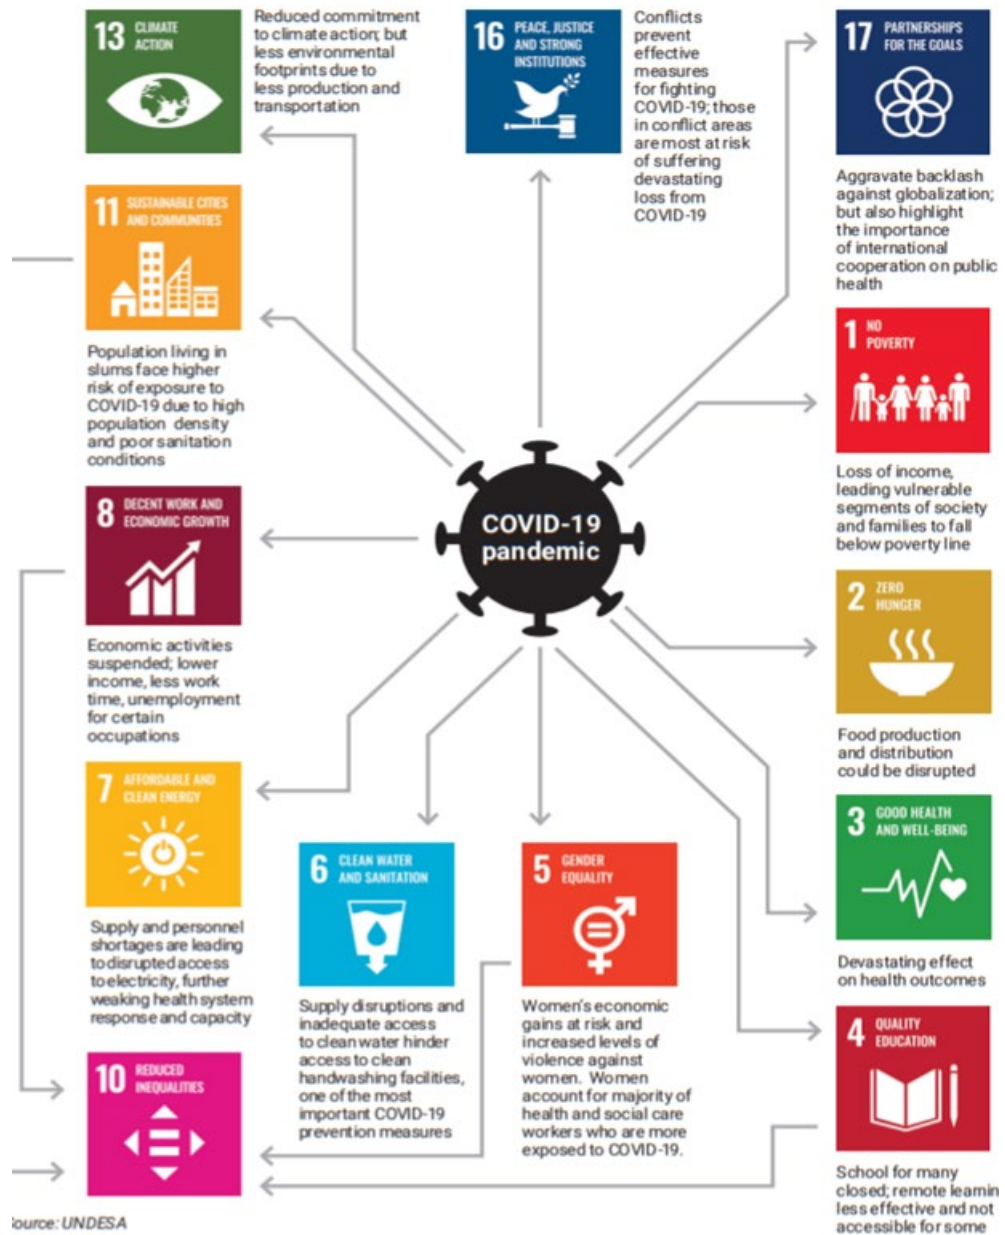 13 CLIMATE
ACTION
Reduced commitment
to climate action; but
less environmental
footprints due to
less production and
transportation
16 PEACE, JUSTICE
AND STRONG
INSTITUTIONS
Conflicts
prevent
effective
measures
for fighting
COVID-19; those
in conflict areas
are most at risk
of suffering
devastating
loss from
COVID-19
17 PARTNERSHIPS
FOR THE GOALS
Aggravate backlash
against globalization;
but also highlight
the importance
of international
cooperation on public
health
11 SUSTAINABLE CITIES
AND COMMUNITIES
Population living in
slums face higher
risk of exposure to
COVID-19 due to high
population density
and poor sanitation
conditions
1 NO
POVERTY
Loss of income,
leading vulnerable
segments of society
and families to fall
below poverty line
COVID-19
pandemic
8 DECENT WORK AND
ECONOMIC GROWTH
Economic activities
suspended; lower
income, less work
time, unemployment
for certain
occupations
2 ZERO
HUNGER
Food production
and distribution
could be disrupted
7 AFFORDABLE AND
CLEAN ENERGY
Supply and personnel
shortages are leading
to disrupted access
to electricity, further
weaking health system
response and capacity
6 CLEAN WATER
AND SANITATION
Supply disruptions and
inadequate access
to clean water hinder
access to clean
handwashing facilities,
one of the most
important COVID-19
prevention measures
5 GENDER
EQUALITY
Women's economic
gains at risk and
increased levels of
violence against
women. Women
account for majority of
health and social care
workers who are more
exposed to COVID-19.
3 GOOD HEALTH
AND WELL-BEING
Devastating effect
on health outcomes
4 QUALITY
EDUCATION
School for many
closed; remote learnin
less effective and not
accessible for some
10 REDUCED
INEQUALITIES
ource: UNDESA